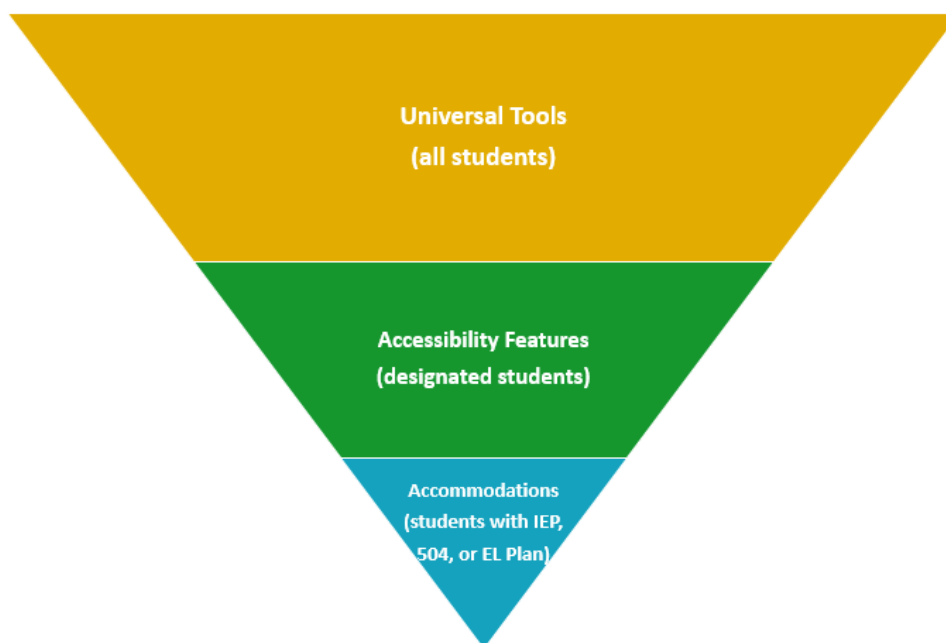 Universal Tools
(all students)
Accessibility Features
(designated students)
Accommodations
(students with IEP,
504, or EL Plan)